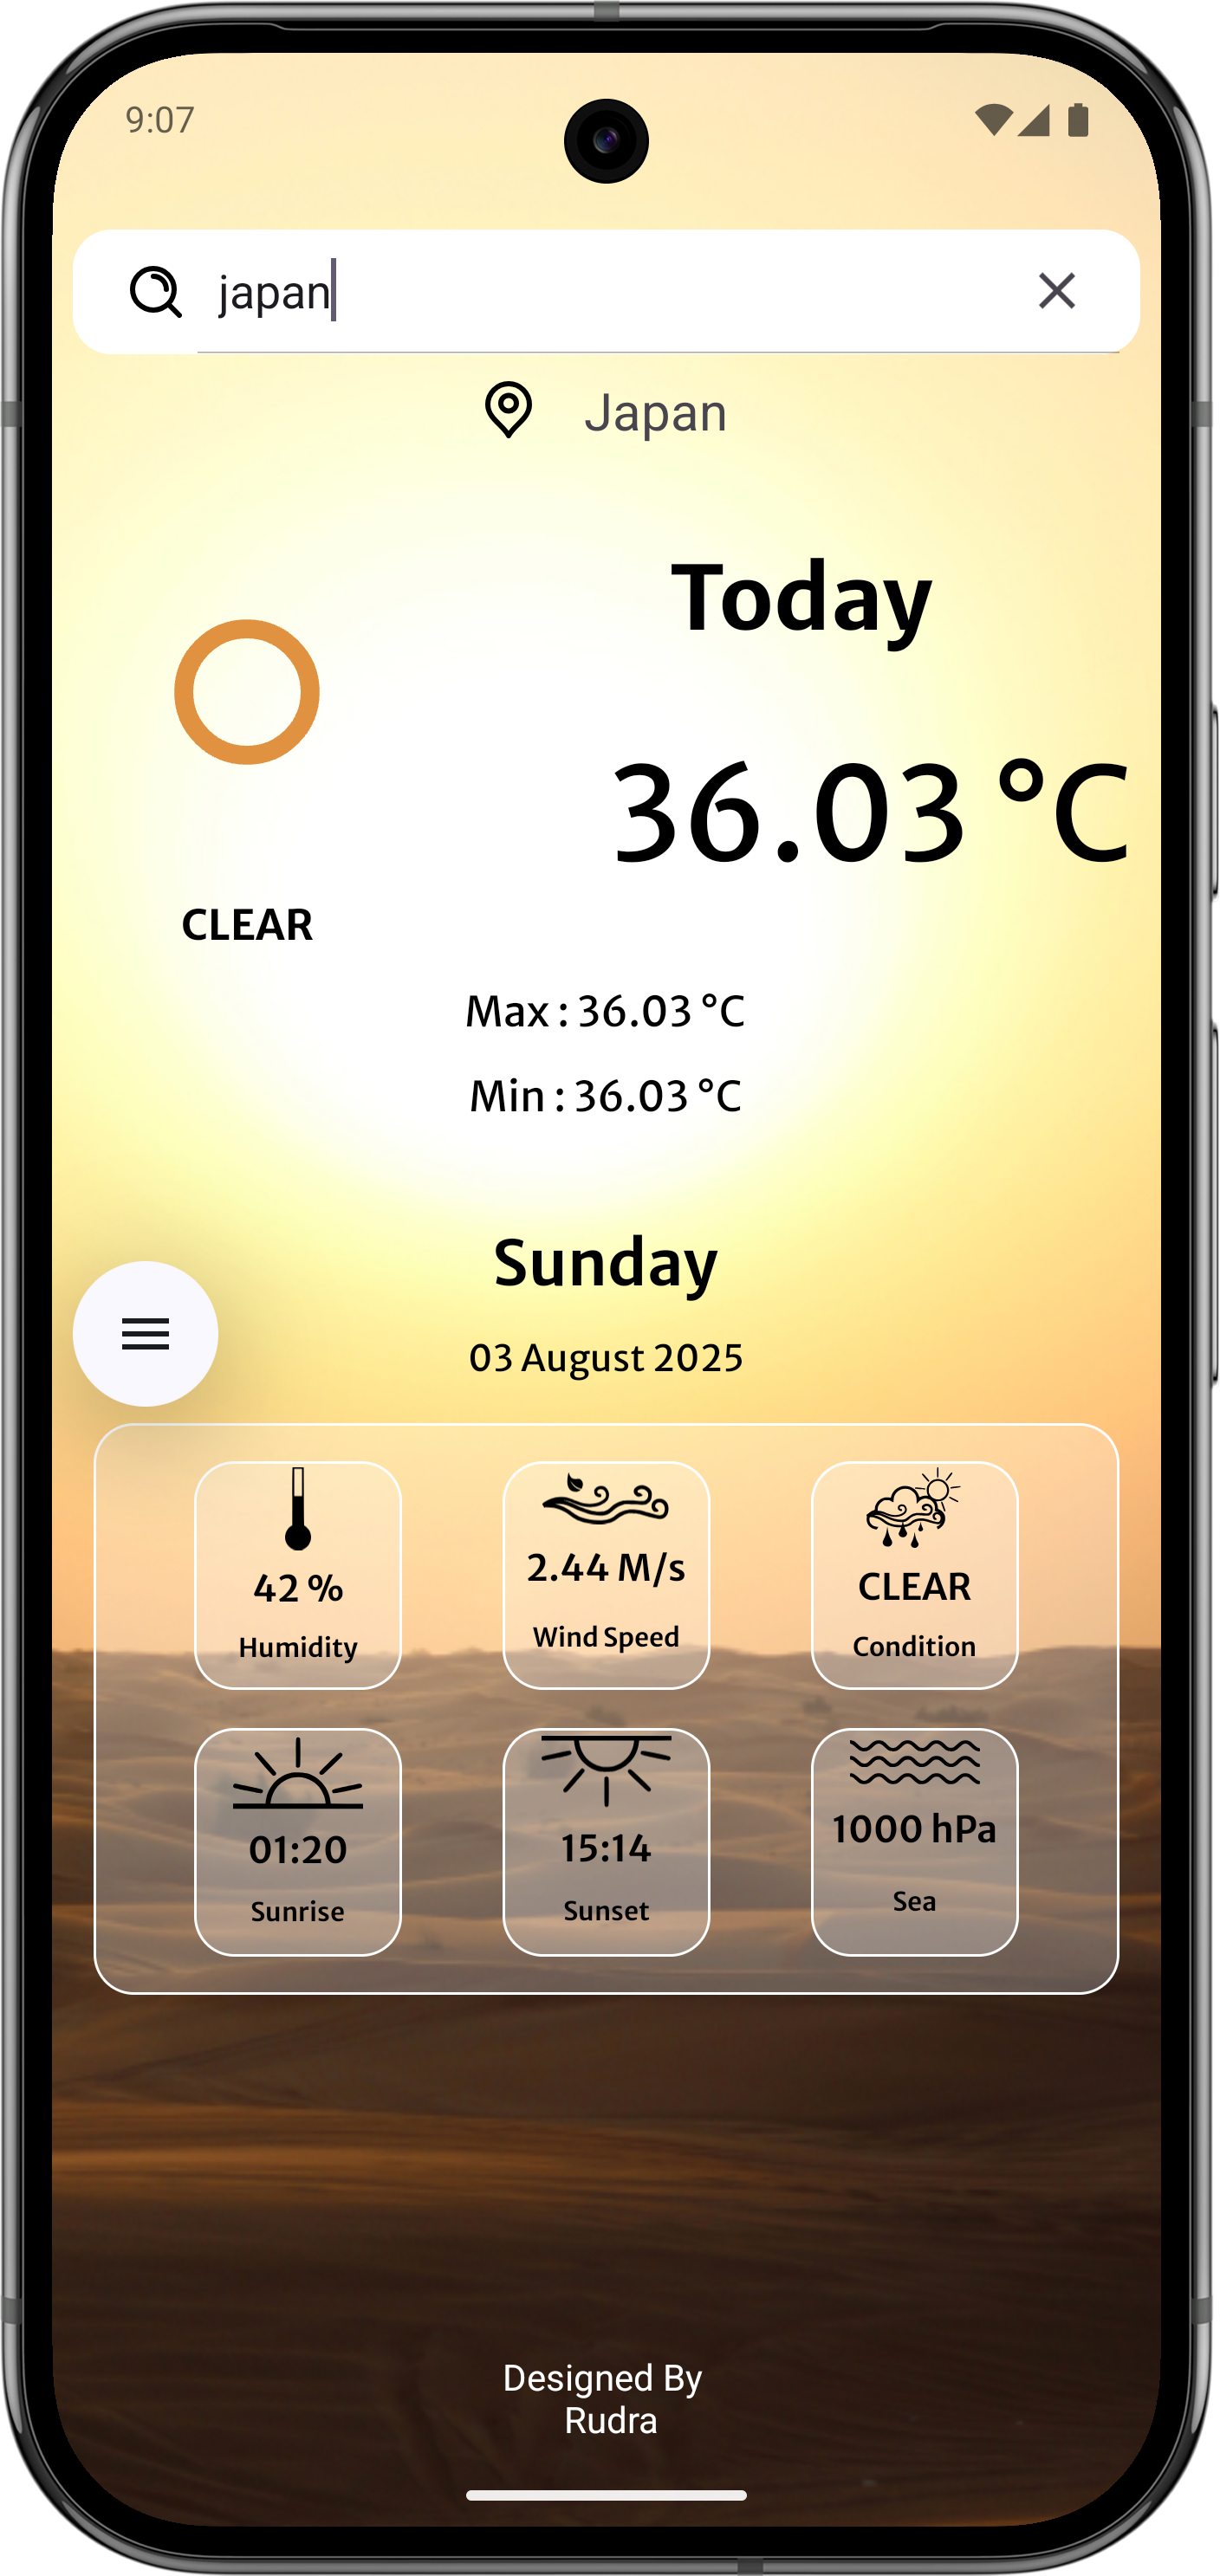 9:07
japan
Japan
Today
36.03 °C
CLEAR
Max : 36.03 °C
Min : 36.03 °C
Sunday
03 August 2025
42 %
2.44 M/s
CLEAR
Humidity
Wind Speed
Condition
01:20
15:14
1000 hPa
Sunrise
Sunset
Sea
Designed By
Rudra